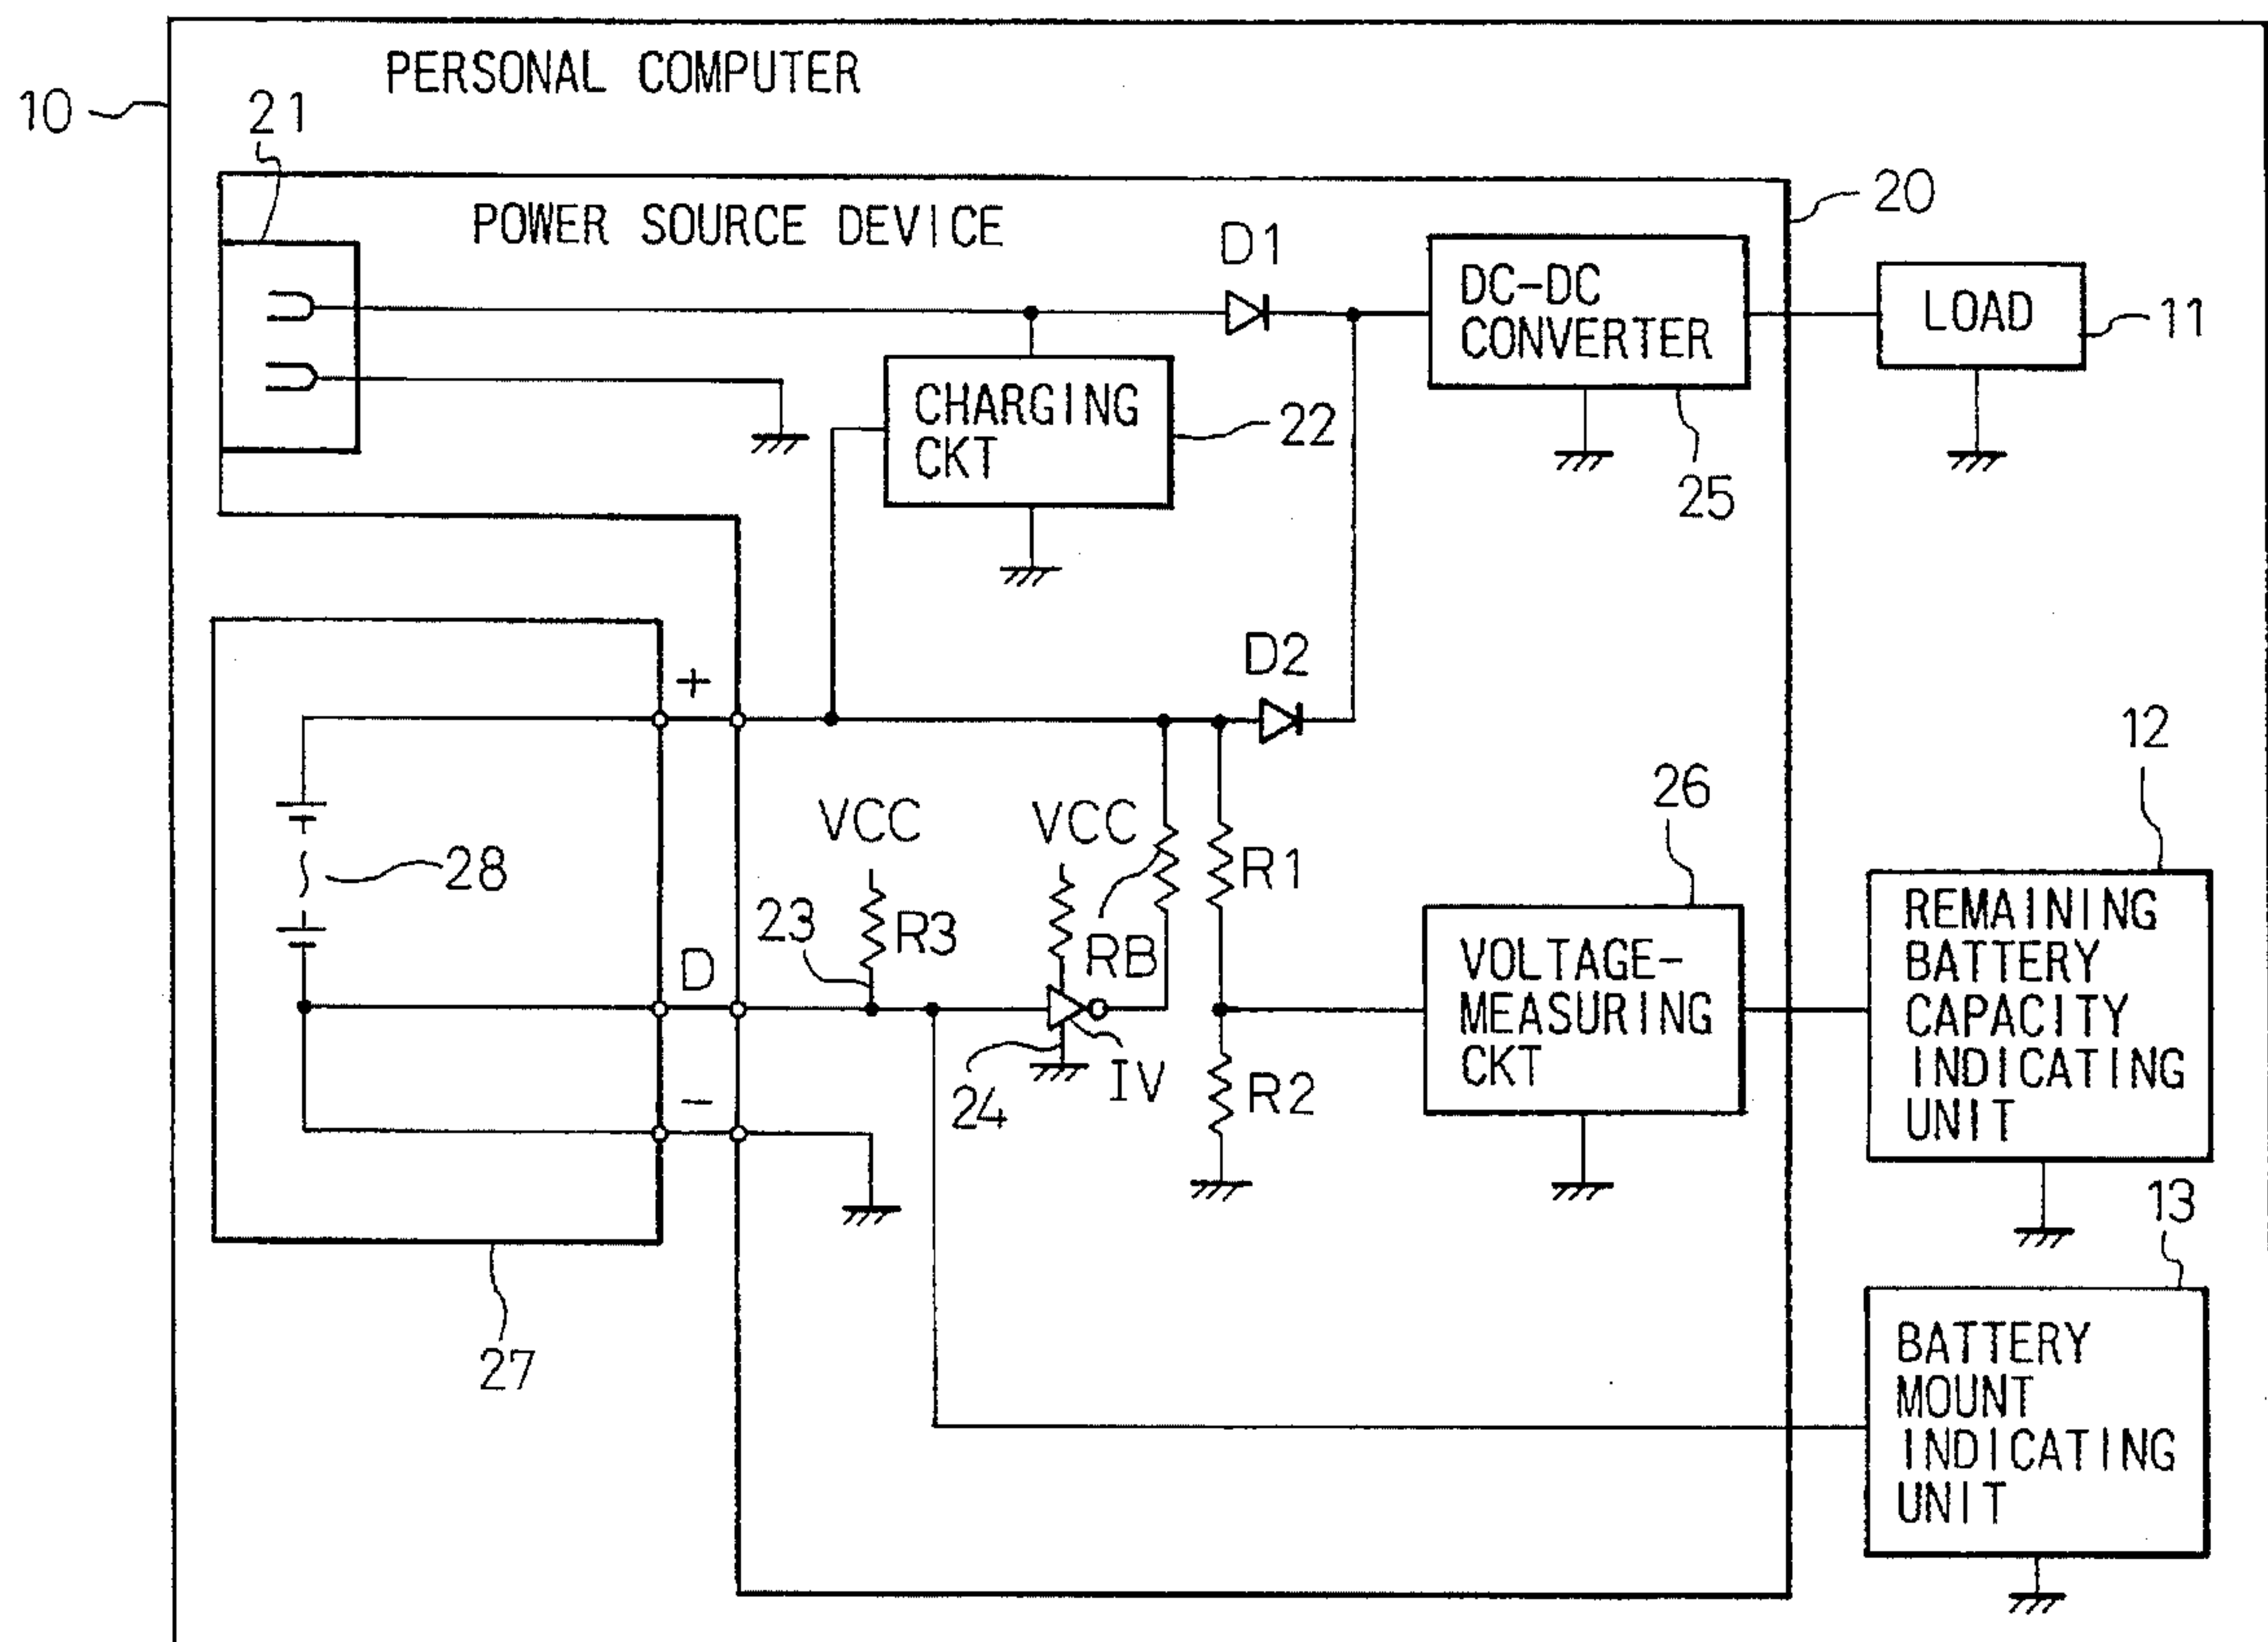 PERSONAL COMPUTER
10
21
20
POWER SOURCE DEVICE
D1
DC-DC
CONVERTER
LOAD
11
CHARGING
CKT
22
25
+
D2
12
26
VCC
VCC
28
R1
23
R3
RB
D
REMAINING
BATTERY
CAPACITY
INDICATING
UNIT
VOLTAGE-
MEASURING
CKT
24
IV
R2
-
13
27
BATTERY
MOUNT
INDICATING
UNIT